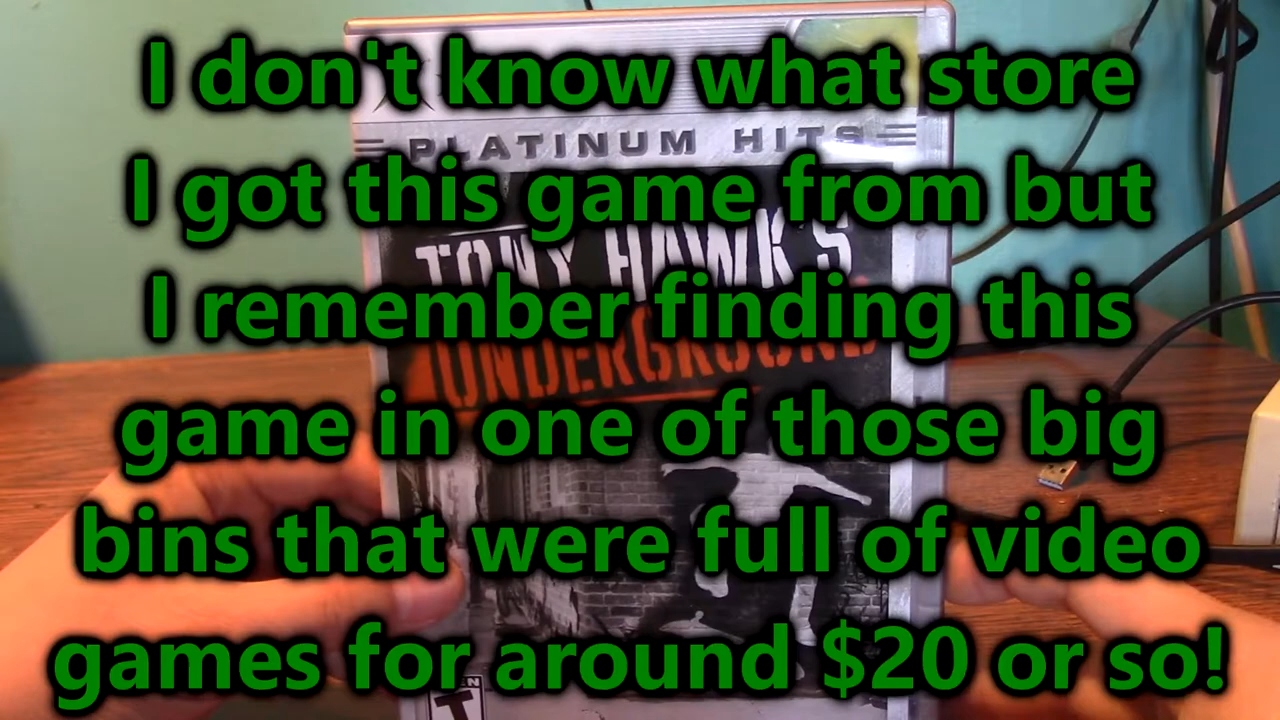 I don't know what store
PLATINUM HITS
I got this game from but
TONY HAWK'S
I remember finding this
UNDERGROUND
game in one of those big
bins that were full of video
games for around $20 or so!
T